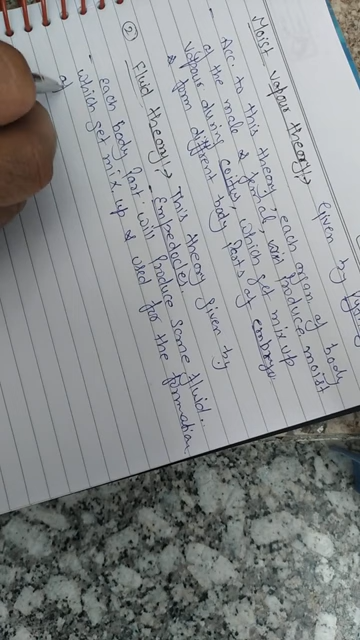 Moist Vapour theory :→ Given by
Acc. to this theory, each organ of body
of the male & female, will produce moist
vapour during coitus which get mix up
& form different body parts of embryo.
② Fluid theory :→ This theory given by
Empedocles.
- each body part will produce some fluid.
which get mix up & used for the formation
of